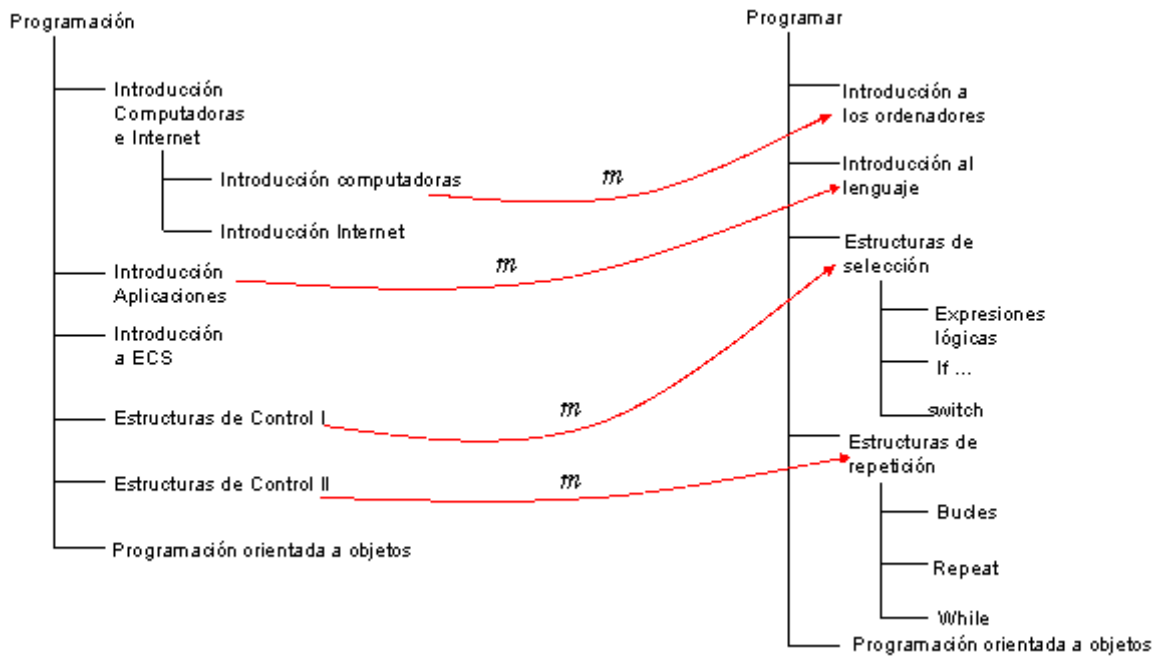 Programación
Introducción
Computadoras
e Internet
Introducción computadoras
Introducción Internet
Introducción
Aplicaciones
Introducción
a ECS
Estructuras de Control I
Estructuras de Control II
Programación orientada a objetos
m
m
m
m
Programar
Introducción a
los ordenadores
Introducción al
lenguaje
Estructuras de
selección
Expresiones
lógicas
If ...
switch
Estructuras de
repetición
Bucles
Repeat
While
Programación orientada a objetos